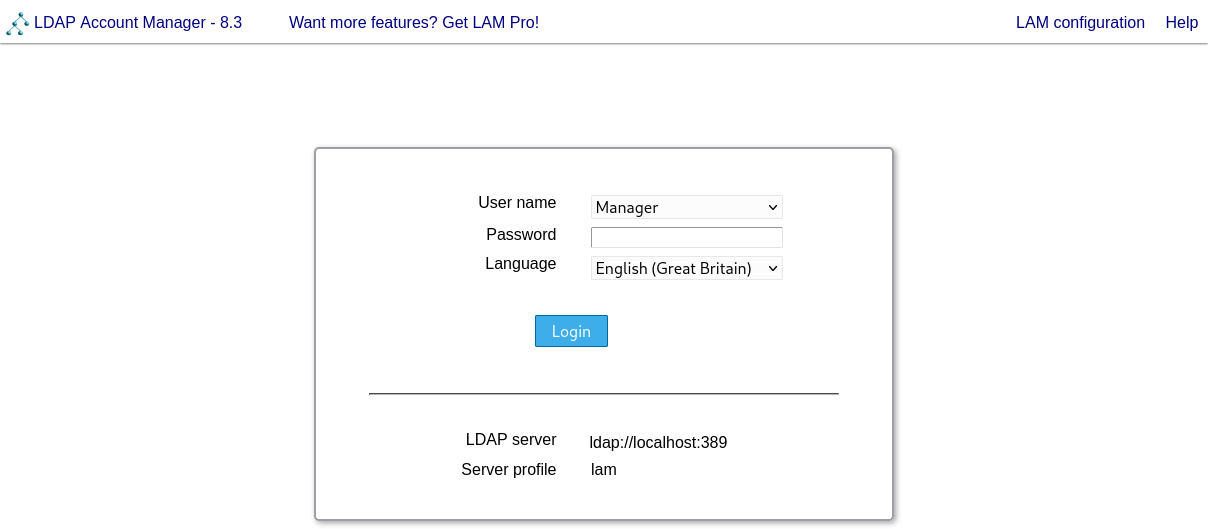 LDAP Account Manager - 8.3 Want more features? Get LAM Pro! LAM configuration Help
User name Manager
Password
Language English (Great Britain)
Login
LDAP server ldap://localhost:389
Server profile lam